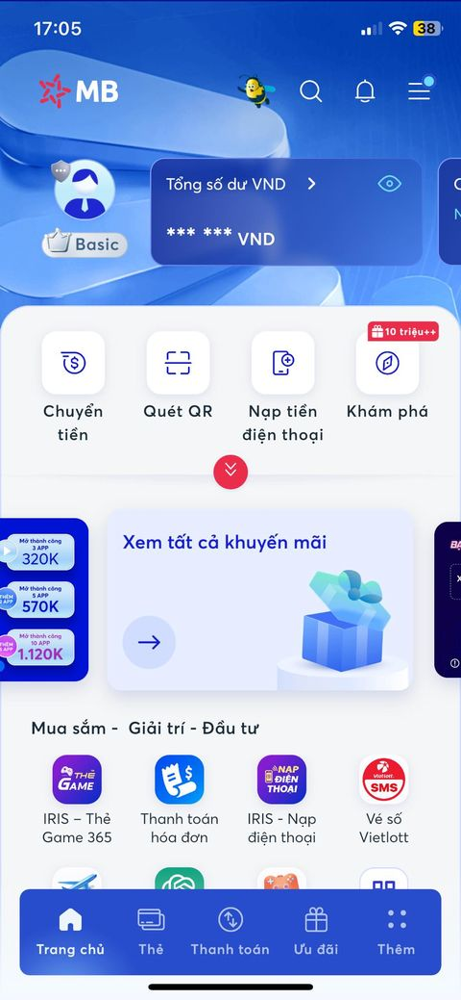 17:05
38
MB
Tổng số dư VND
*** *** VND
Basic
10 triệu++
Chuyển tiền
Quét QR
Nạp tiền điện thoại
Khám phá
Mở thành công
3 APP
320K
Mở thành công
5 APP
570K
Mở thành công
10 APP
1.120K
Xem tất cả khuyến mãi
Mua sắm - Giải trí - Đầu tư
THẺ GAME
NẠP ĐIỆN THOẠI
Vietlott
SMS
IRIS – Thẻ Game 365
Thanh toán hóa đơn
IRIS - Nạp điện thoại
Vé số Vietlott
Trang chủ
Thẻ
Thanh toán
Ưu đãi
Thêm